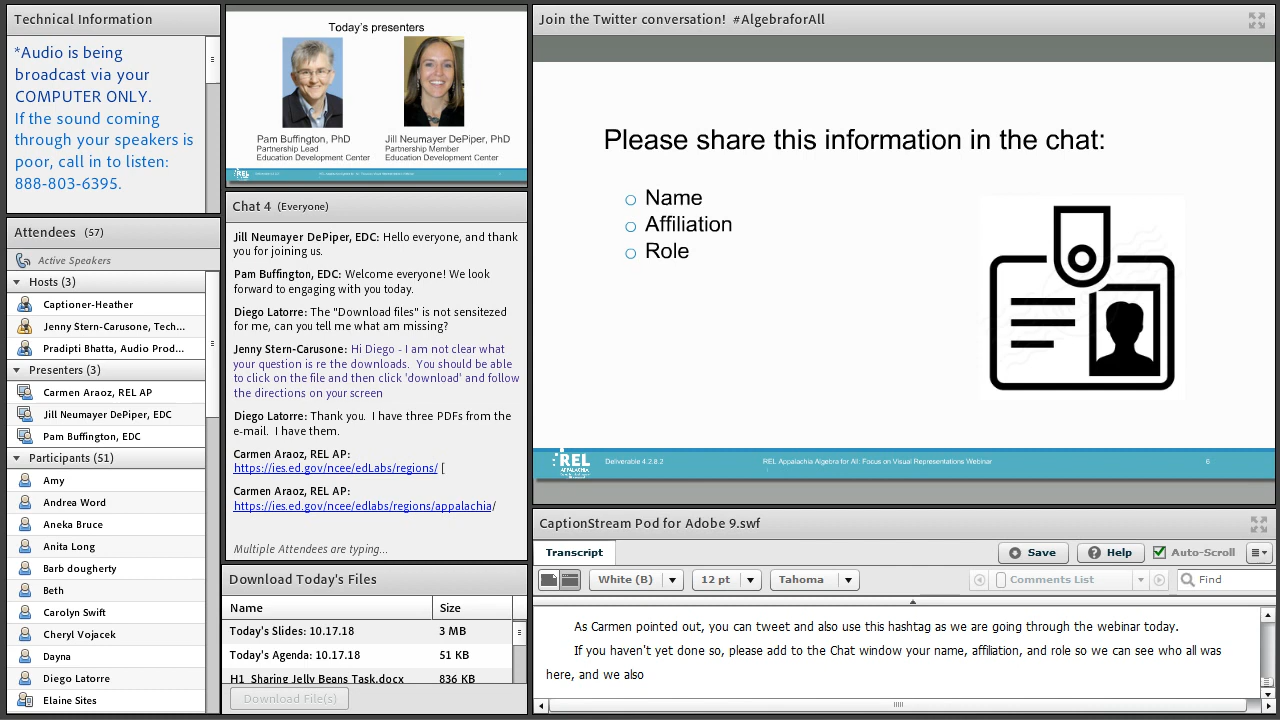 Technical Information
*Audio is being
broadcast via your
COMPUTER ONLY.
If the sound coming
through your speakers is
poor, call in to listen:
888-803-6395.
Attendees (57)
Active Speakers
Hosts (3)
Captioner-Heather
Jenny Stern-Carusone, Tech...
Pradipti Bhatta, Audio Prod...
Presenters (3)
Carmen Araoz, REL AP
Jill Neumayer DePiper, EDC
Pam Buffington, EDC
Participants (51)
Amy
Andrea Word
Aneka Bruce
Anita Long
Barb dougherty
Beth
Carolyn Swift
Cheryl Vojacek
Dayna
Diego Latorre
Elaine Sites
Today's presenters
Pam Buffington, PhD
Partnership Lead
Education Development Center
Jill Neumayer DePiper, PhD
Partnership Member
Education Development Center
REL
Chat 4 (Everyone)
Jill Neumayer DePiper, EDC: Hello everyone, and thank
you for joining us.
Pam Buffington, EDC: Welcome everyone! We look
forward to engaging with you today.
Diego Latorre: The "Download files" is not sensitezed
for me, can you tell me what am missing?
Jenny Stern-Carusone: Hi Diego - I am not clear what
your question is re the downloads. You should be able
to click on the file and then click 'download' and follow
the directions on your screen
Diego Latorre: Thank you. I have three PDFs from the
e-mail. I have them.
Carmen Araoz, REL AP:
https://ies.ed.gov/ncee/edLabs/regions/ [
Carmen Araoz, REL AP:
https://ies.ed.gov/ncee/edlabs/regions/appalachia/
Multiple Attendees are typing...
Download Today's Files
Name Size
Today's Slides: 10.17.18 3 MB
Today's Agenda: 10.17.18 51 KB
H1_Sharing Jelly Beans Task.docx 836 KB
Download File(s)
Join the Twitter conversation! #AlgebraforAll
Please share this information in the chat:
Name
Affiliation
Role
REL
APPALACHIA
Deliverable 4.2.8.2
REL Appalachia Algebra for All: Focus on Visual Representations Webinar
6
CaptionStream Pod for Adobe 9.swf
Transcript
Save
Help
Auto-Scroll
White (B)
12 pt
Tahoma
Comments List
Find
As Carmen pointed out, you can tweet and also use this hashtag as we are going through the webinar today.
If you haven't yet done so, please add to the Chat window your name, affiliation, and role so we can see who all was
here, and we also